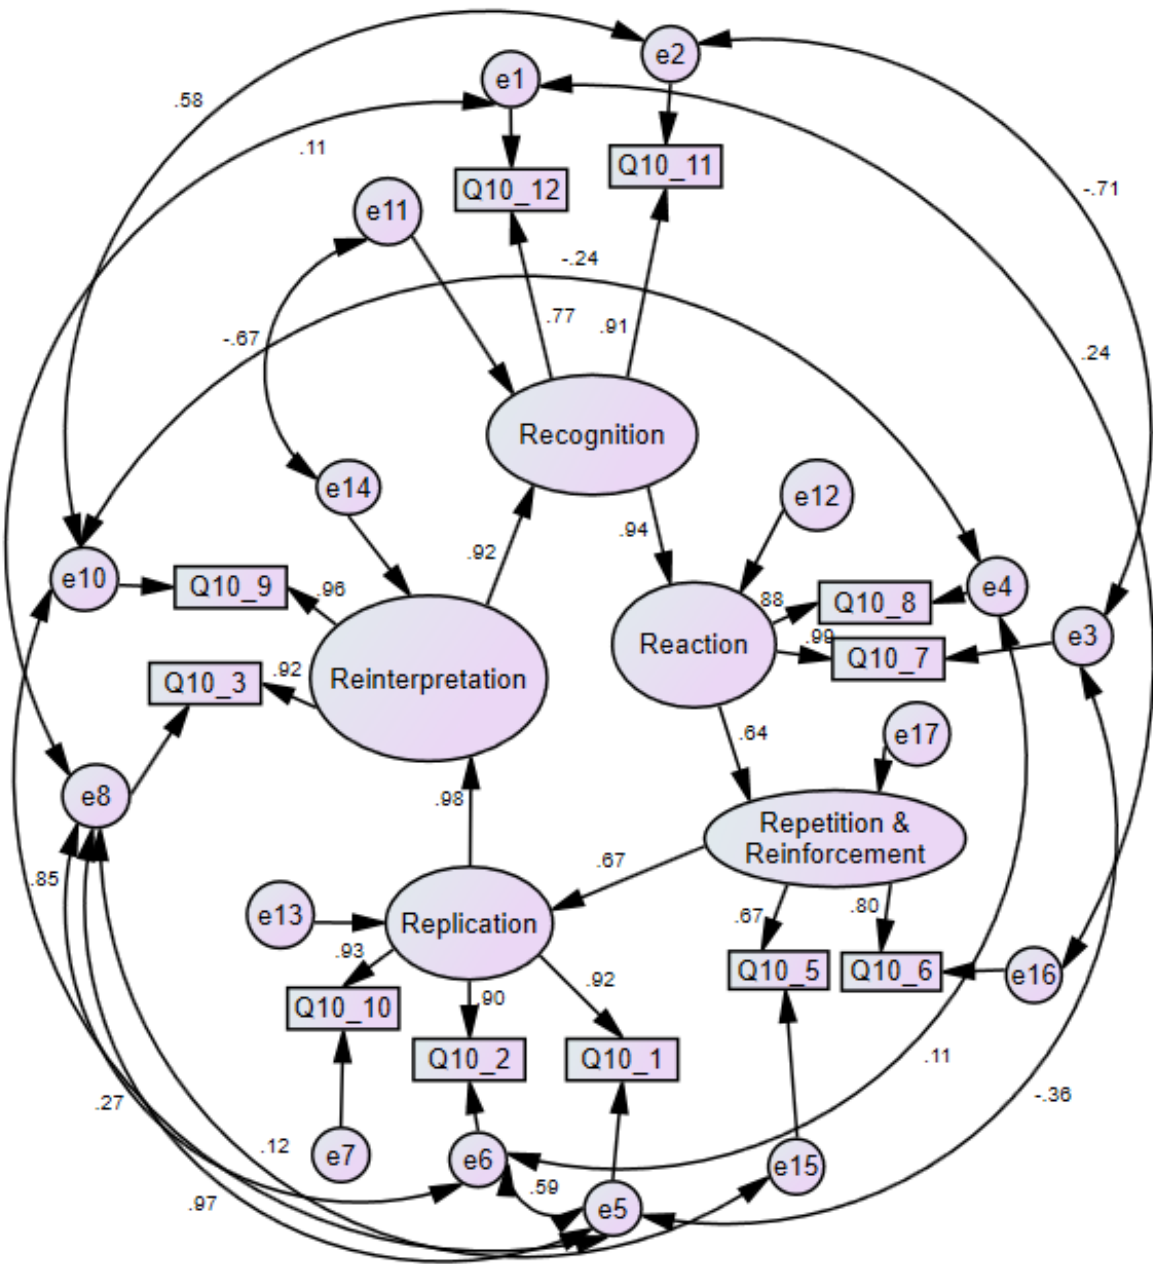 e2
e1
.58
.11
Q10_11
Q10_12
-.71
e11
-.24
.77
.91
-.67
.24
Recognition
e14
e12
.92
.94
e10
Q10_9
.96
.88
Q10_8
e4
Reaction
.99
Q10_7
e3
Q10_3
.92
Reinterpretation
.64
e17
e8
.98
Repetition &
Reinforcement
.67
.85
e13
Replication
.67
.80
.93
.92
Q10_5
Q10_6
e16
Q10_10
.90
Q10_2
Q10_1
.11
.27
-.36
.12
e7
e6
e15
.59
.97
e5